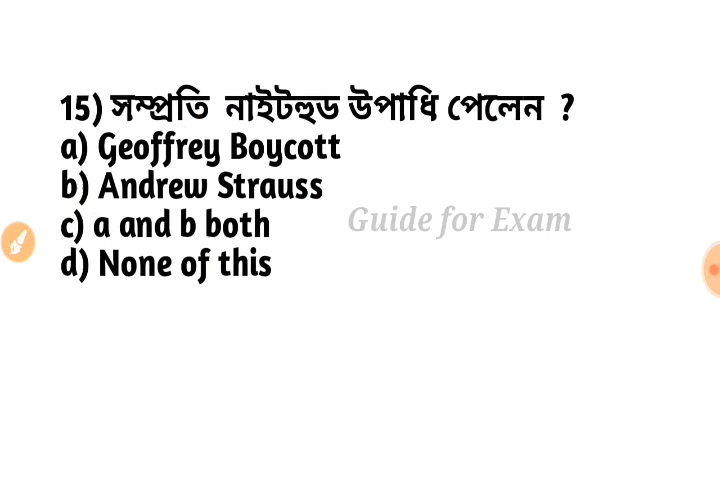 15) সম্প্রতি নাইটহুড উপাধি পেলেন ?
a) Geoffrey Boycott
b) Andrew Strauss
c) a and b both
Guide for Exam
d) None of this